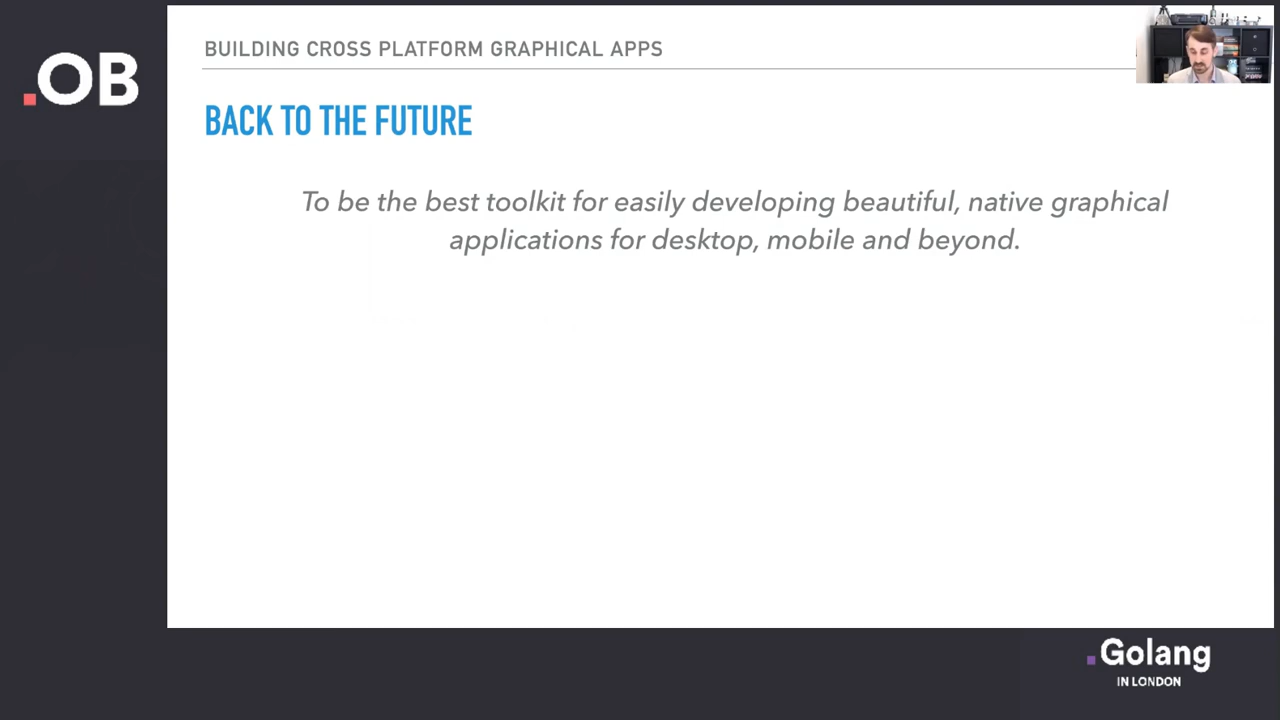 .OB
BUILDING CROSS PLATFORM GRAPHICAL APPS
BACK TO THE FUTURE
To be the best toolkit for easily developing beautiful, native graphical
applications for desktop, mobile and beyond.
.Golang
IN LONDON